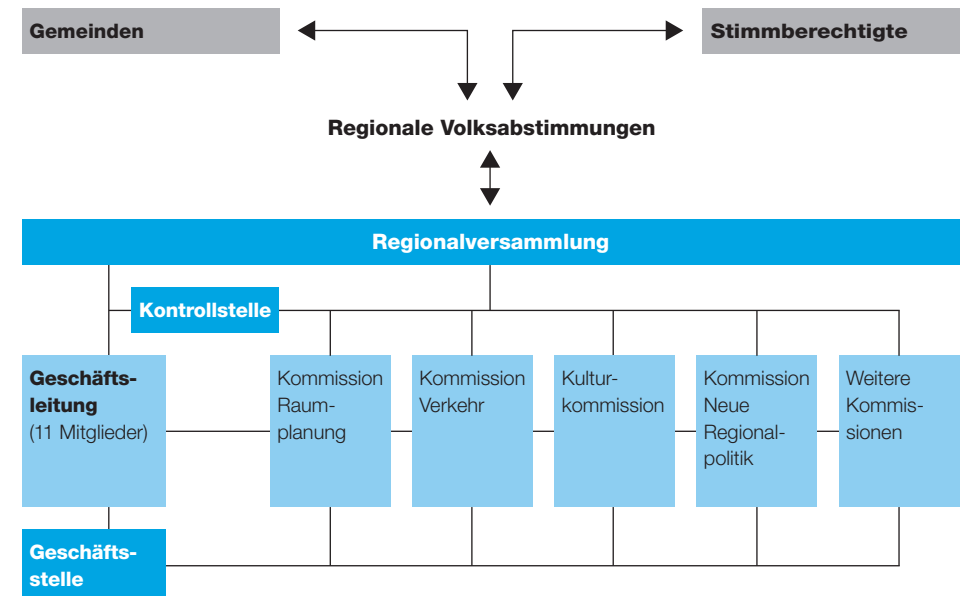 Gemeinden
Stimmberechtigte
Regionale Volksabstimmungen
Regionalversammlung
Kontrollstelle
Geschäfts-
leitung
(11 Mitglieder)
Kommission
Raum-
planung
Kommission
Verkehr
Kultur-
kommission
Kommission
Neue
Regional-
politik
Weitere
Kommis-
sionen
Geschäfts-
stelle